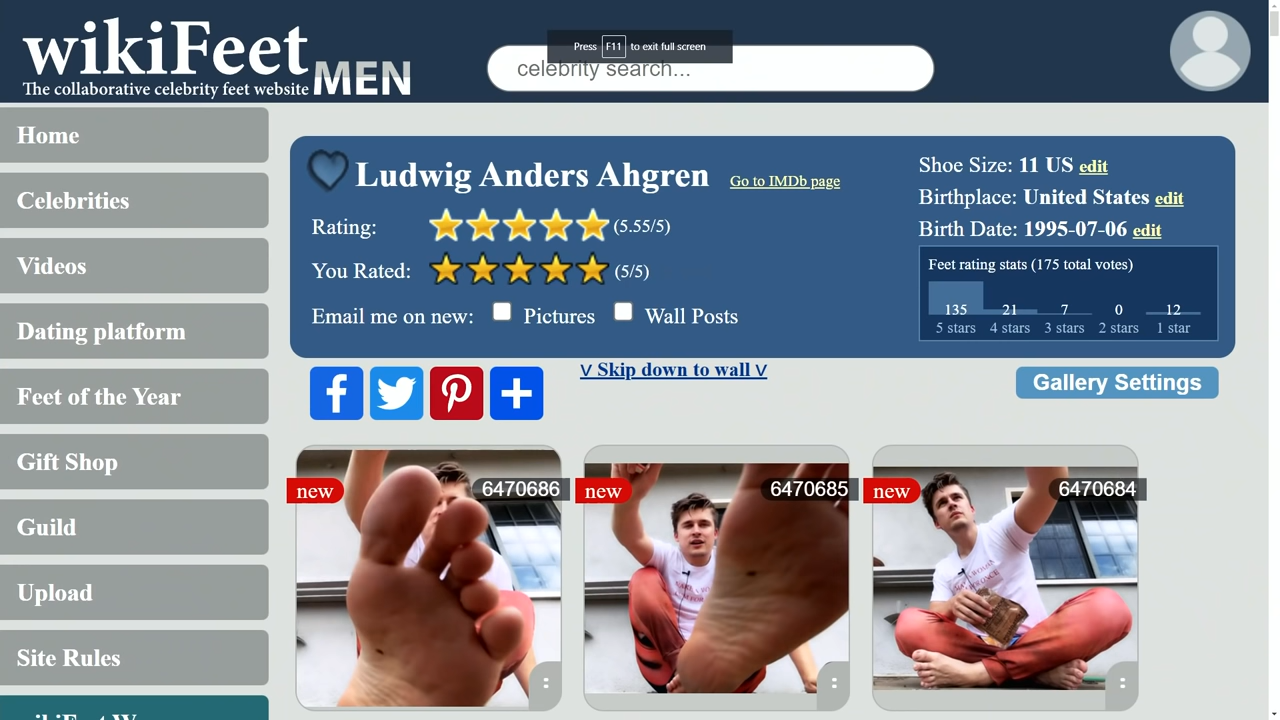 wikiFeet MEN
The collaborative celebrity feet website
Press F11 to exit full screen
celebrity search...
Home
Celebrities
Videos
Dating platform
Feet of the Year
Gift Shop
Guild
Upload
Site Rules
Ludwig Anders Ahgren Go to IMDb page
Rating: (5.55/5)
You Rated: (5/5)
Email me on new: Pictures Wall Posts
Shoe Size: 11 US edit
Birthplace: United States edit
Birth Date: 1995-07-06 edit
Feet rating stats (175 total votes)
135 21 7 0 12
5 stars 4 stars 3 stars 2 stars 1 star
V Skip down to wall V
Gallery Settings
new 6470686
new 6470685
new 6470684